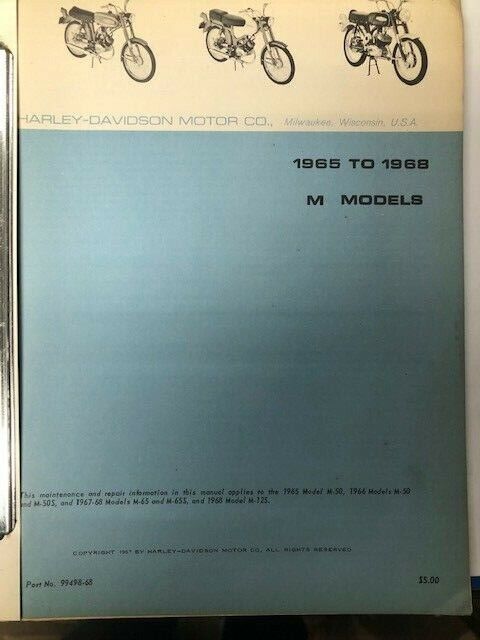 HARLEY-DAVIDSON MOTOR CO., Milwaukee, Wisconsin, U.S.A.
1965 TO 1968
M MODELS
This maintenance and repair information in this manual applies to the 1965 Model M-50, 1966 Models M-50
and M-50S, and 1967-68 Models M-65 and M-65S, and 1968 Model M-125.
COPYRIGHT 1967 BY HARLEY-DAVIDSON MOTOR CO, ALL RIGHTS RESERVED
Part No. 99498-68
$5.00